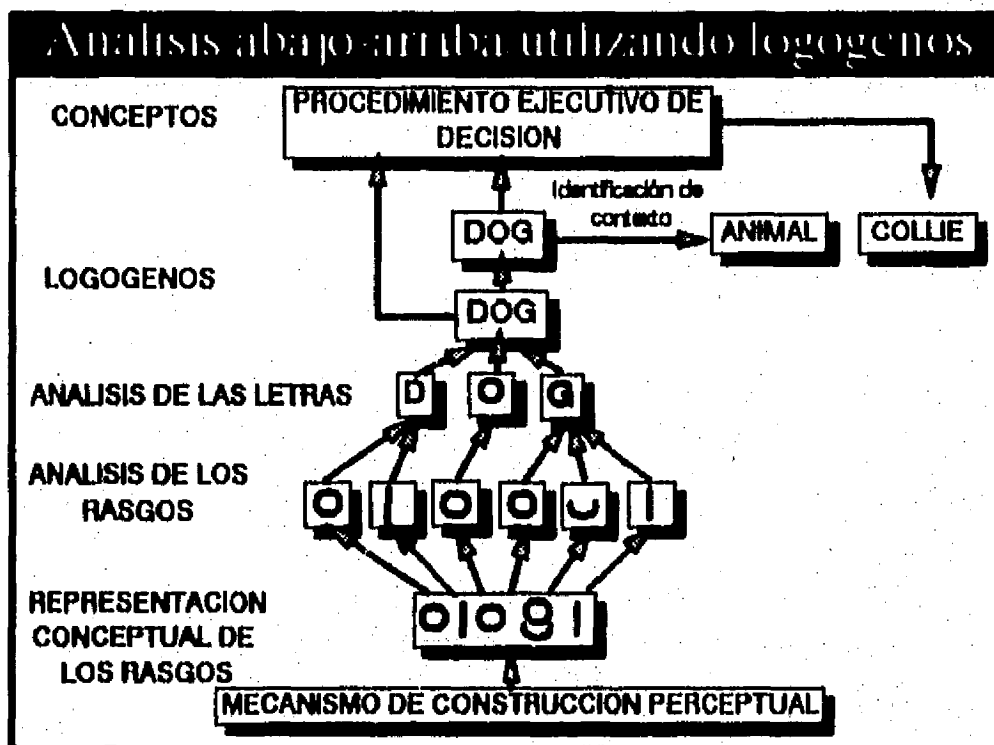 Analisis abajo-arriba utilizando logogenos
CONCEPTOS
PROCEDIMIENTO EJECUTIVO DE
DECISION
Identificación de
contexto
DOG
ANIMAL
COLLIE
LOGOGENOS
DOG
ANALISIS DE LAS LETRAS
D O G
ANALISIS DE LOS
RASGOS
REPRESENTACION
CONCEPTUAL DE
LOS RASGOS
MECANISMO DE CONSTRUCCION PERCEPTUAL